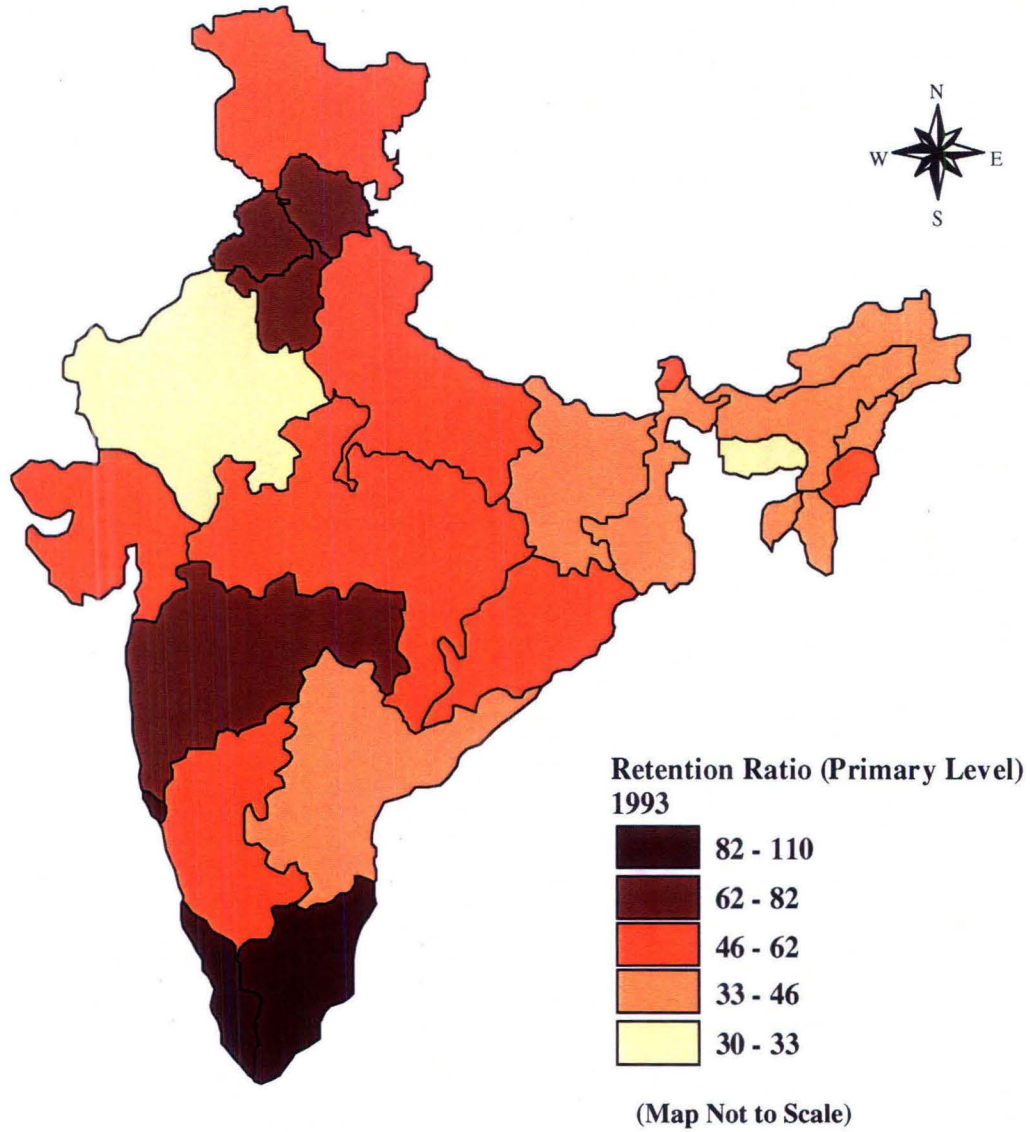 N
W E
S
Retention Ratio (Primary Level)
1993
82 - 110
62 - 82
46 - 62
33 - 46
30 - 33
(Map Not to Scale)